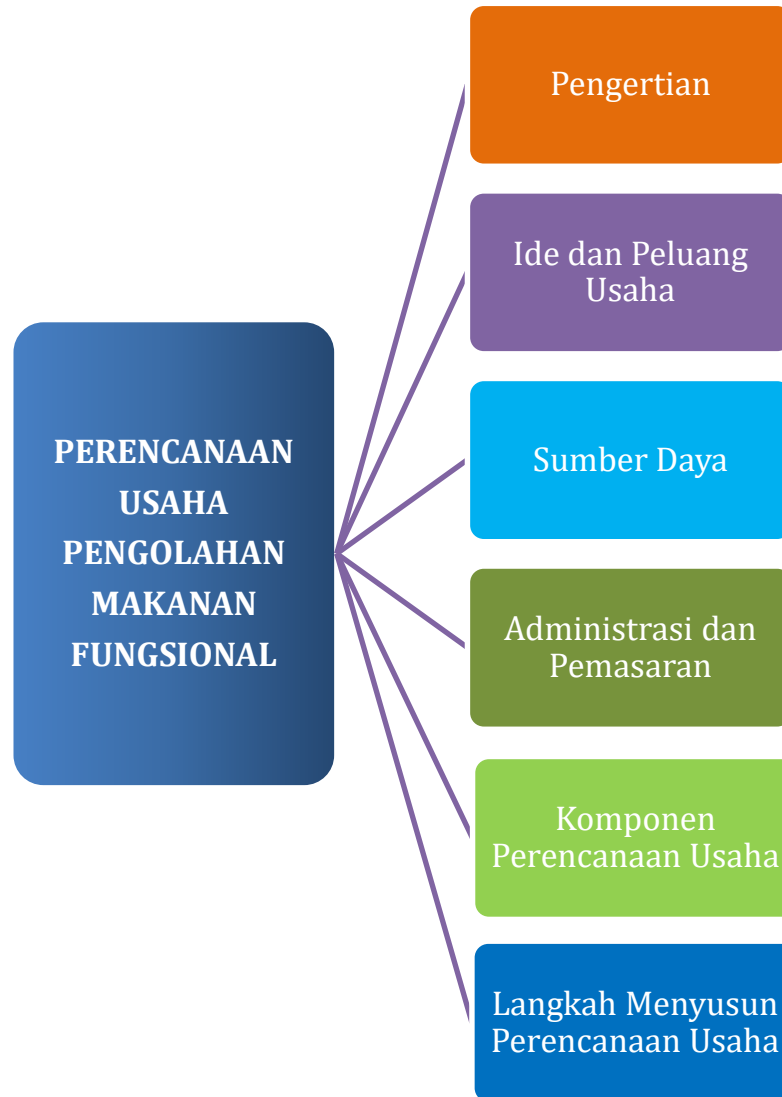 PERENCANAAN
USAHA
PENGOLAHAN
MAKANAN
FUNGSIONAL
Pengertian
Ide dan Peluang
Usaha
Sumber Daya
Administrasi dan
Pemasaran
Komponen
Perencanaan Usaha
Langkah Menyusun
Perencanaan Usaha